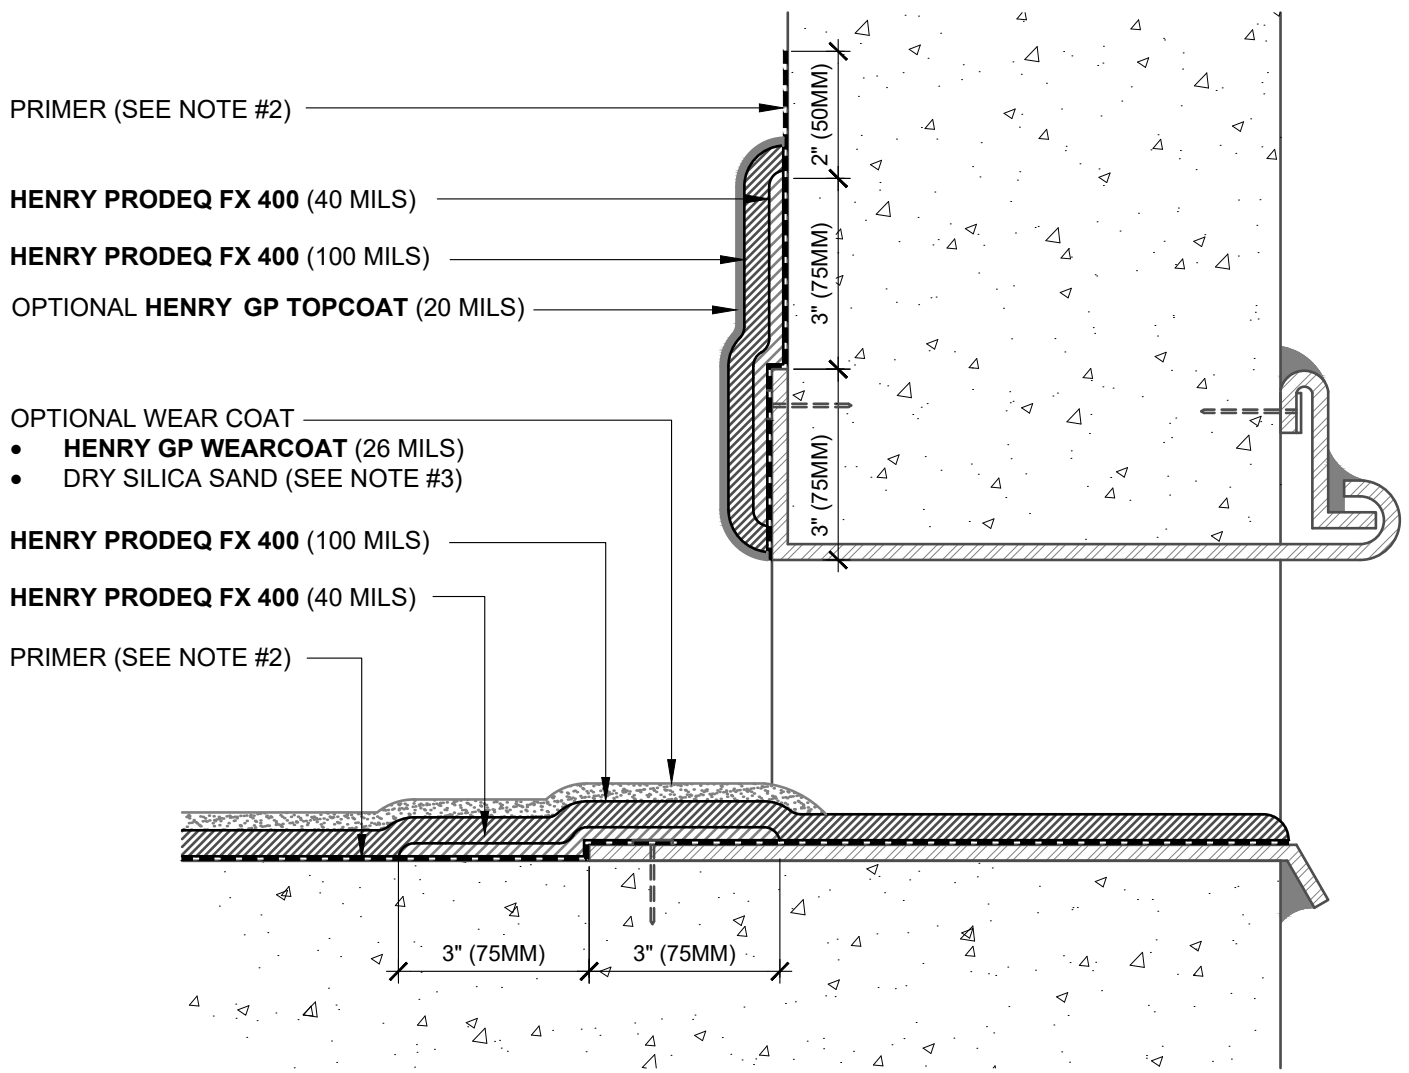 PRIMER (SEE NOTE #2)
HENRY PRODEQ FX 400 (40 MILS)
HENRY PRODEQ FX 400 (100 MILS)
OPTIONAL HENRY GP TOPCOAT (20 MILS)
OPTIONAL WEAR COAT
• HENRY GP WEARCOAT (26 MILS)
• DRY SILICA SAND (SEE NOTE #3)
HENRY PRODEQ FX 400 (100 MILS)
HENRY PRODEQ FX 400 (40 MILS)
PRIMER (SEE NOTE #2)
2" (50MM)
3" (75MM)
3" (75MM)
3" (75MM)
3" (75MM)